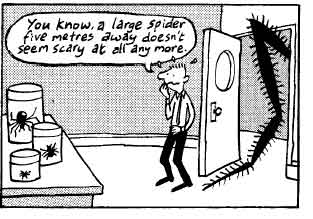 You know, a large spider
five metres away doesn't
seem scary at all any more.